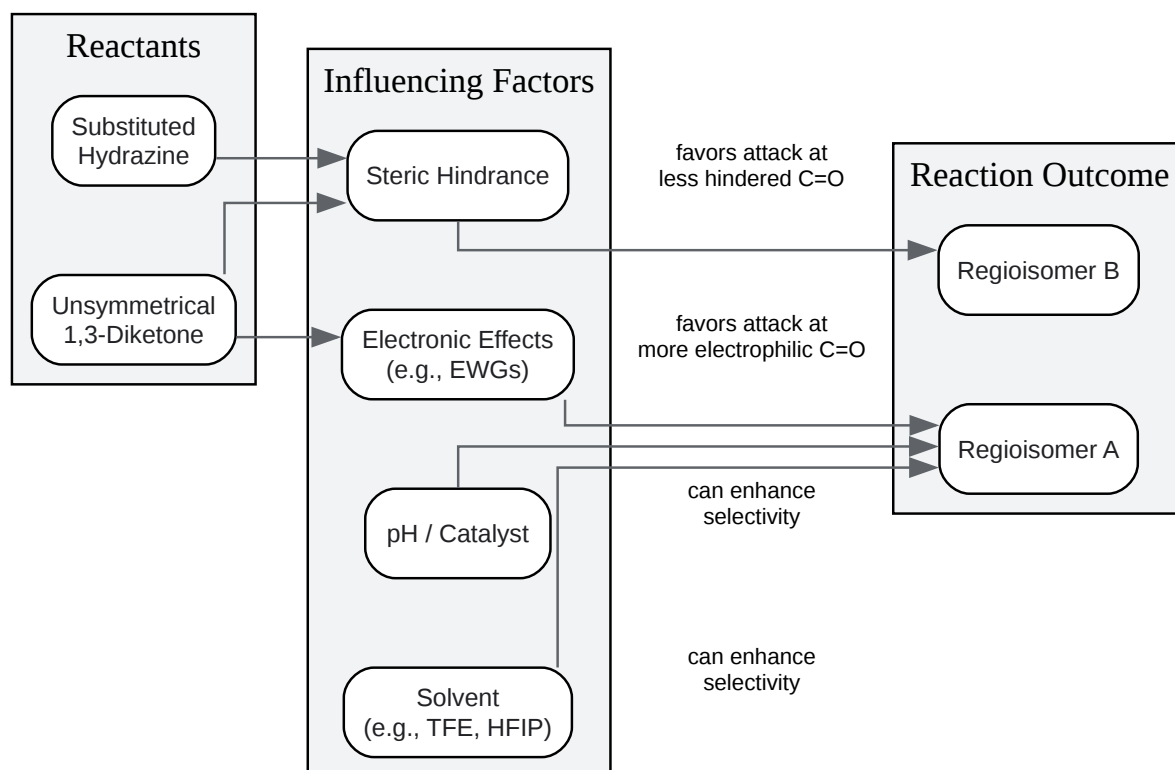 Reactants
Substituted
Hydrazine
Unsymmetrical
1,3-Diketone
Influencing Factors
Steric Hindrance
Electronic Effects
(e.g., EWGs)
pH / Catalyst
Solvent
(e.g., TFE, HFIP)
favors attack at
less hindered C=O
favors attack at
more electrophilic C=O
can enhance
selectivity
can enhance
selectivity
Reaction Outcome
Regioisomer B
Regioisomer A